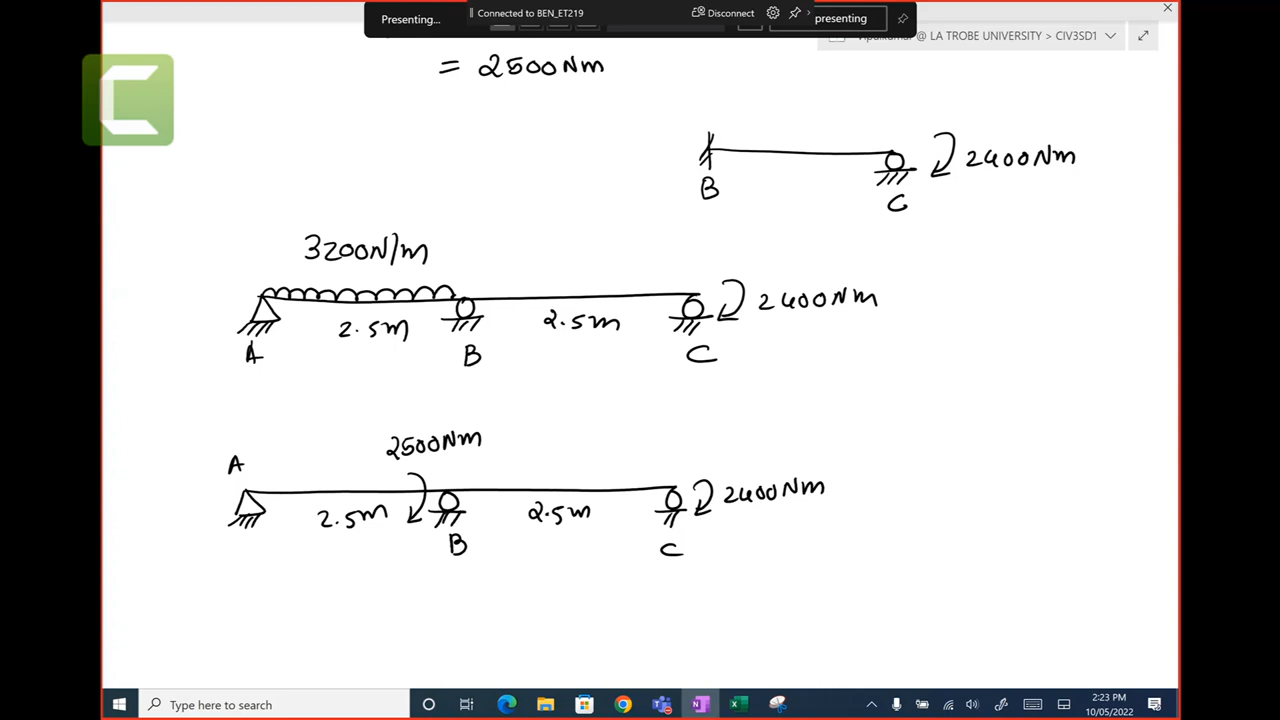 Presenting...
Connected to BEN_ET219
Disconnect
presenting
@ LA TROBE UNIVERSITY > CIV3SD1
= 2500Nm
2400Nm
B
C
3200N/m
2.5m
2.5m
2400Nm
A
B
C
2500Nm
A
2.5m
2.5m
2400Nm
B
C
Type here to search
2:23 PM
10/05/2022